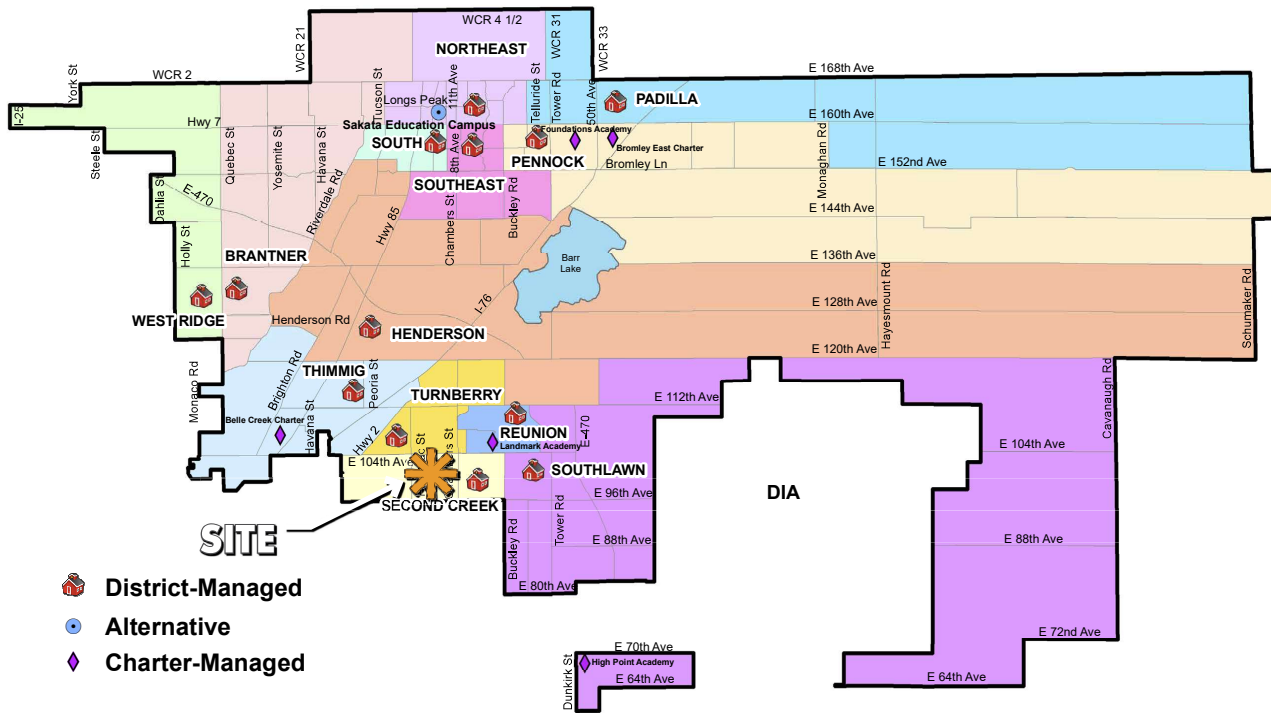 WCR 4 1/2
WCR 21
WCR 31
WCR 33
NORTHEAST
York St
WCR 2
E 168th Ave
I-25
Hwy 7
Tucson St
Longs Peak
11th Ave
Telluride St
Tower Rd
50th Ave
PADILLA
E 160th Ave
Steele St
Quebec St
Yosemite St
Havana St
Sakata Education Campus
Foundations Academy
SOUTH
8th Ave
Bromley East Charter
PENNOCK
Bromley Ln
Monaghan Rd
E 152nd Ave
Dahlia St
E-470
Riverdale Rd
SOUTHEAST
Hwy 85
Chambers St
Buckley Rd
E 144th Ave
Holly St
BRANTNER
Barr
Lake
E 136th Ave
I-76
E 128th Ave
Hayesmount Rd
Schumaker Rd
WEST RIDGE
Henderson Rd
HENDERSON
E 120th Ave
Monaco Rd
Brighton Rd
THIMMIG
Peoria St
TURNBERRY
E 112th Ave
Cavanaugh Rd
Belle Creek Charter
Havana St
Hwy 2
REUNION
Landmark Academy
E-470
E 104th Ave
E 104th Ave
SOUTHLAWN
DIA
SECOND CREEK
E 96th Ave
SITE
Buckley Rd
Tower Rd
E 88th Ave
E 88th Ave
E 80th Ave
District-Managed
Alternative
Charter-Managed
E 70th Ave
E 72nd Ave
Dunkirk St
High Point Academy
E 64th Ave
E 64th Ave